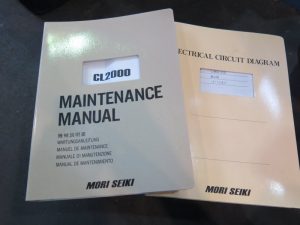 CL2000
MAINTENANCE
MANUAL
WARTUNGSANLEITUNG
MANUEL DE MAINTENANCE
MANUALE DI MANUTENZIONE
MANUAL DE MANTENIMIENTO
MORI SEIKI
ECTRICAL CIRCUIT DIAGRAM
MORI SEIKI